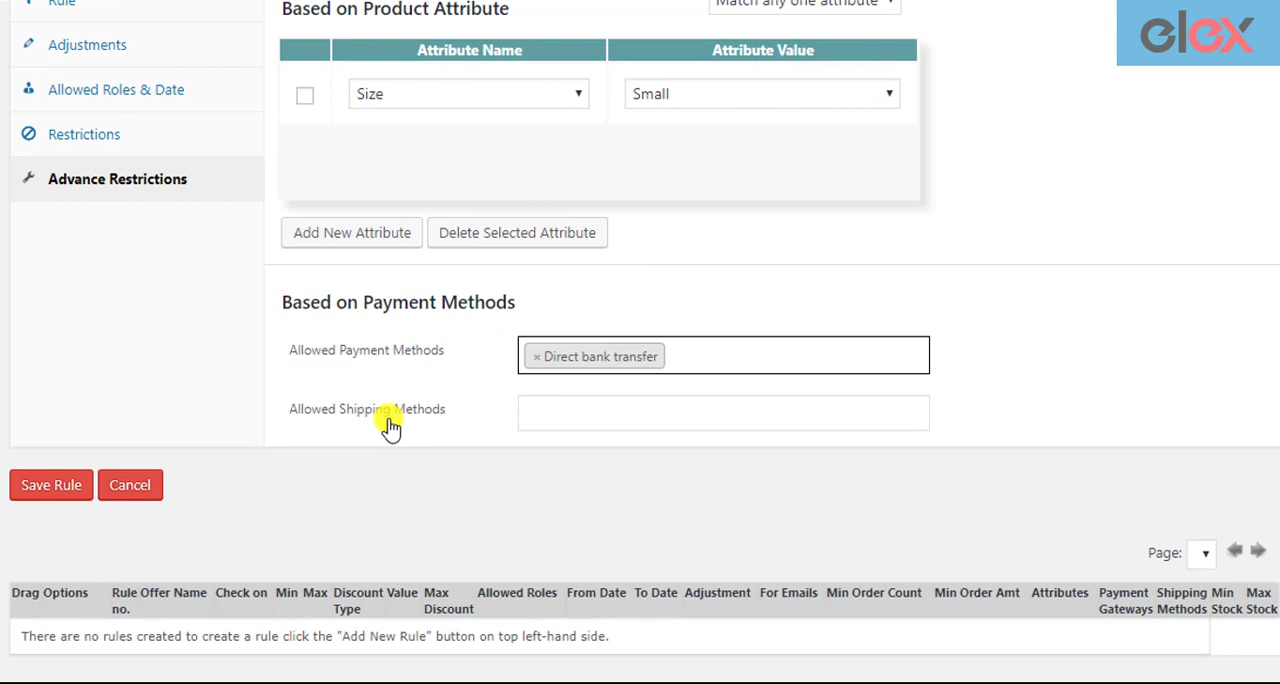 Rule
Based on Product Attribute
Match any one attribute
elex
Adjustments
Attribute Name
Attribute Value
Allowed Roles & Date
Size
Small
Restrictions
Advance Restrictions
Add New Attribute
Delete Selected Attribute
Based on Payment Methods
Allowed Payment Methods
× Direct bank transfer
Allowed Shipping Methods
Save Rule
Cancel
Page:
Drag Options
Rule no.
Offer Name
Check on
Min
Max
Discount Type
Value
Max Discount
Allowed Roles
From Date
To Date
Adjustment
For Emails
Min Order Count
Min Order Amt
Attributes
Payment Gateways
Shipping Methods
Min Stock
Max Stock
There are no rules created to create a rule click the "Add New Rule" button on top left-hand side.